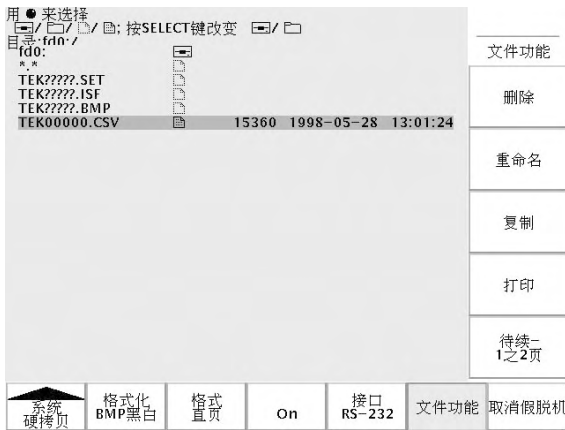 用 来选择
/ / / ; 按SELECT键改变 /
目录:fd0:/
fd0:
*.*
TEK?????.SET
TEK?????.ISF
TEK?????.BMP
TEK00000.CSV 15360 1998-05-28 13:01:24
文件功能
删除
重命名
复制
打印
待续-
1之2页
系统
硬拷贝
格式化
BMP黑白
格式
直页
On
接口
RS-232
文件功能
取消假脱机